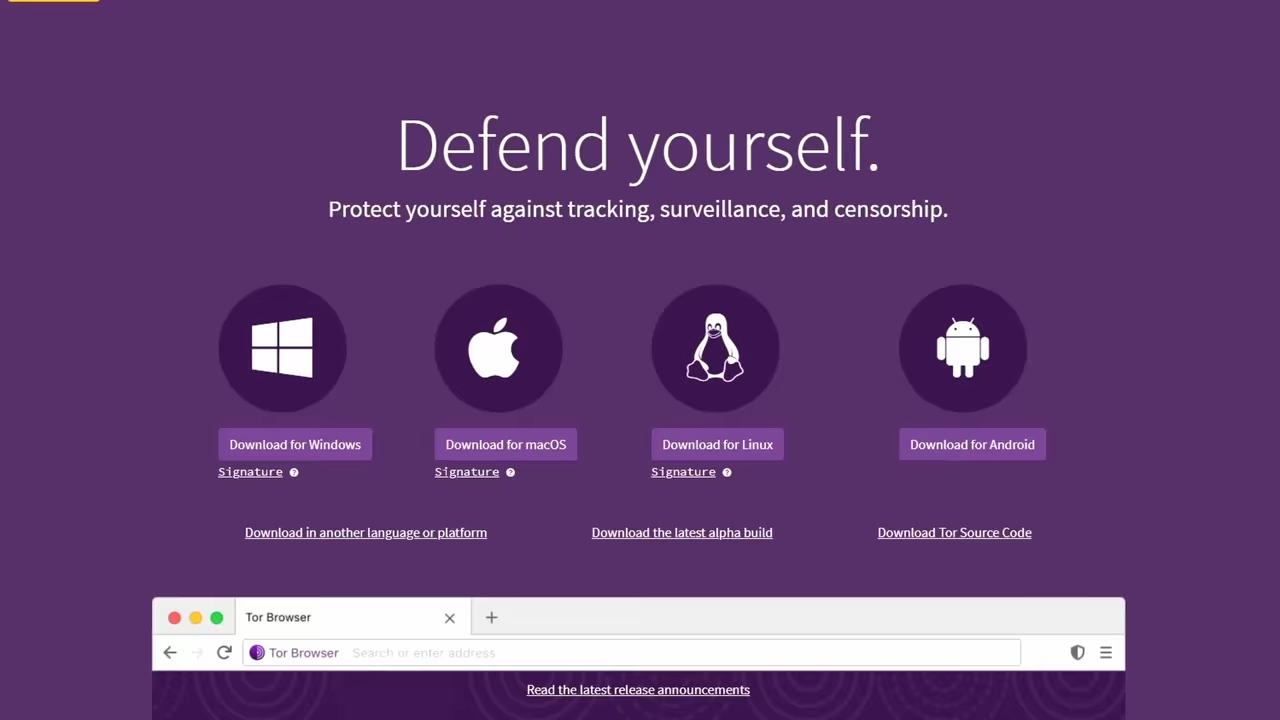 Defend yourself.
Protect yourself against tracking, surveillance, and censorship.
Download for Windows
Download for macOS
Download for Linux
Download for Android
Signature ?
Signature ?
Signature ?
Download in another language or platform
Download the latest alpha build
Download Tor Source Code
Tor Browser
Tor Browser Search or enter address
Read the latest release announcements